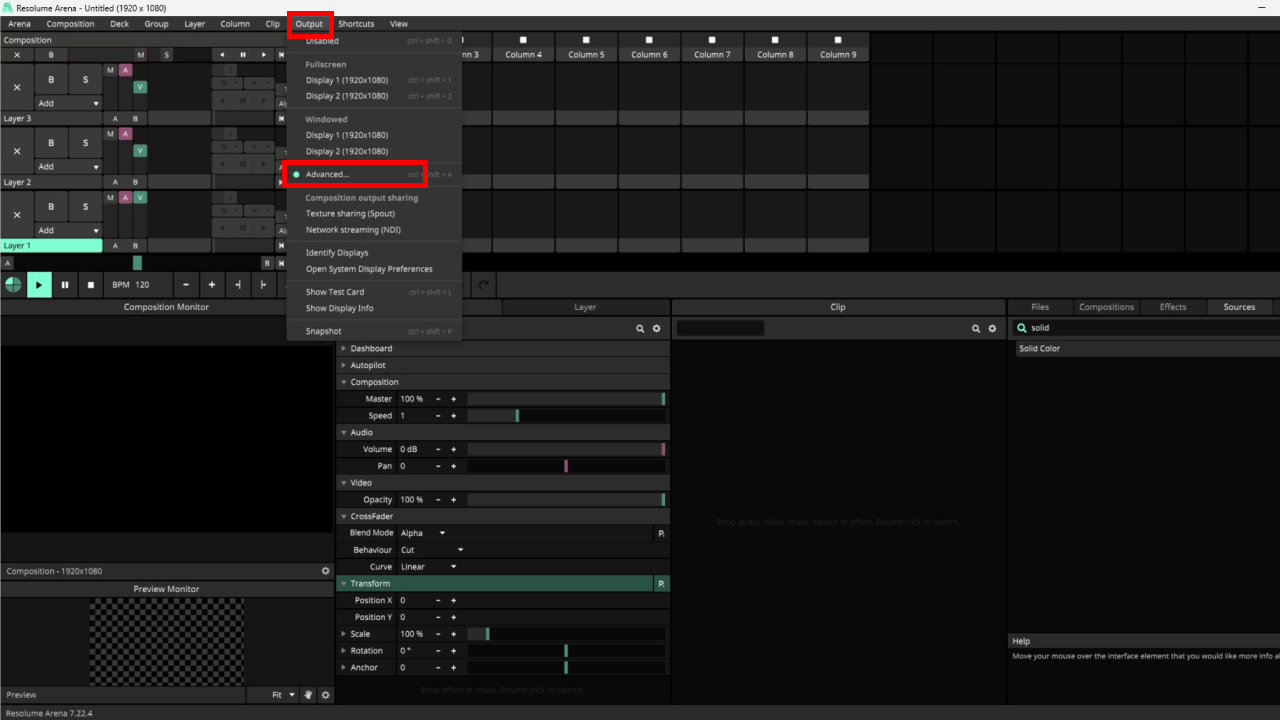 Resolume Arena - Untitled (1920 x 1080)
Arena Composition Deck Group Layer Column Clip Output Shortcuts View
Composition
× B M S
Disabled ctrl + shift + D
Fullscreen
Display 1 (1920x1080) ctrl + shift + 1
Display 2 (1920x1080) ctrl + shift + 2
Windowed
Display 1 (1920x1080)
Display 2 (1920x1080)
Advanced... ctrl + shift + A
Composition output sharing
Texture sharing (Spout)
Network streaming (NDI)
Identify Displays
Open System Display Preferences
Show Test Card ctrl + shift + L
Show Display Info
Snapshot ctrl + shift + P
Column 4 Column 5 Column 6 Column 7 Column 8 Column 9
× B S M A V
Add
Layer 3 A B
× B S M A V
Add
Layer 2 A B
× B S M A V
Add
Layer 1 A B
A B
BPM 120
Composition Monitor
Composition - 1920x1080
Preview Monitor
Preview Fit
Layer
Dashboard
Autopilot
Composition
Master 100 % - +
Speed 1 - +
Audio
Volume 0 dB - +
Pan 0 - +
Video
Opacity 100 % - +
CrossFader
Blend Mode Alpha P.
Behaviour Cut
Curve Linear
Transform P.
Position X 0 - +
Position Y 0 - +
Scale 100 % - +
Rotation 0 ° - +
Anchor 0 - +
Drop effect or mask. Double click to search.
Clip
Drop audio, video, mask, source or effect. Double click to search.
Files Compositions Effects Sources
solid
Solid Color
Help
Move your mouse over the interface element that you would like more info
Resolume Arena 7.22.4